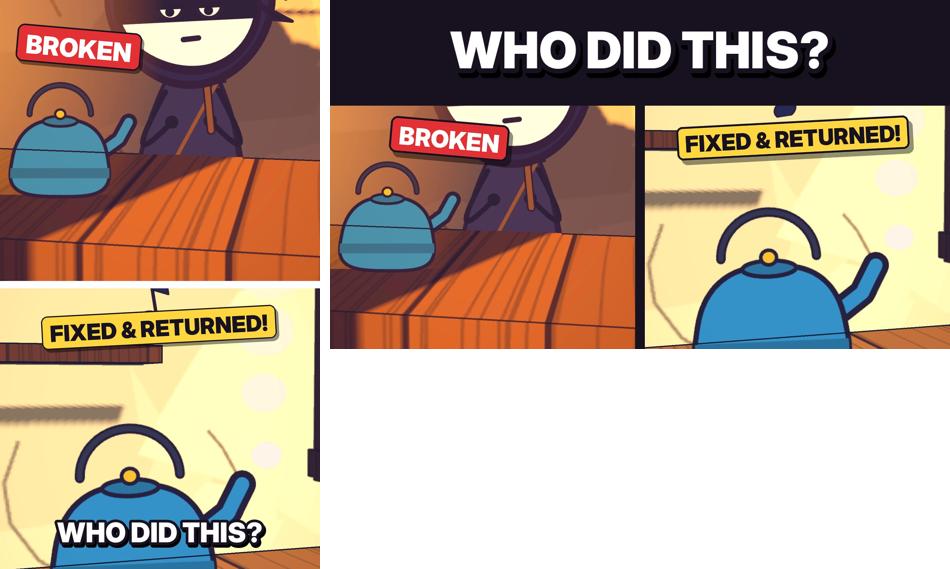 BROKEN
FIXED & RETURNED!
WHO DID THIS?
WHO DID THIS?
BROKEN
FIXED & RETURNED!